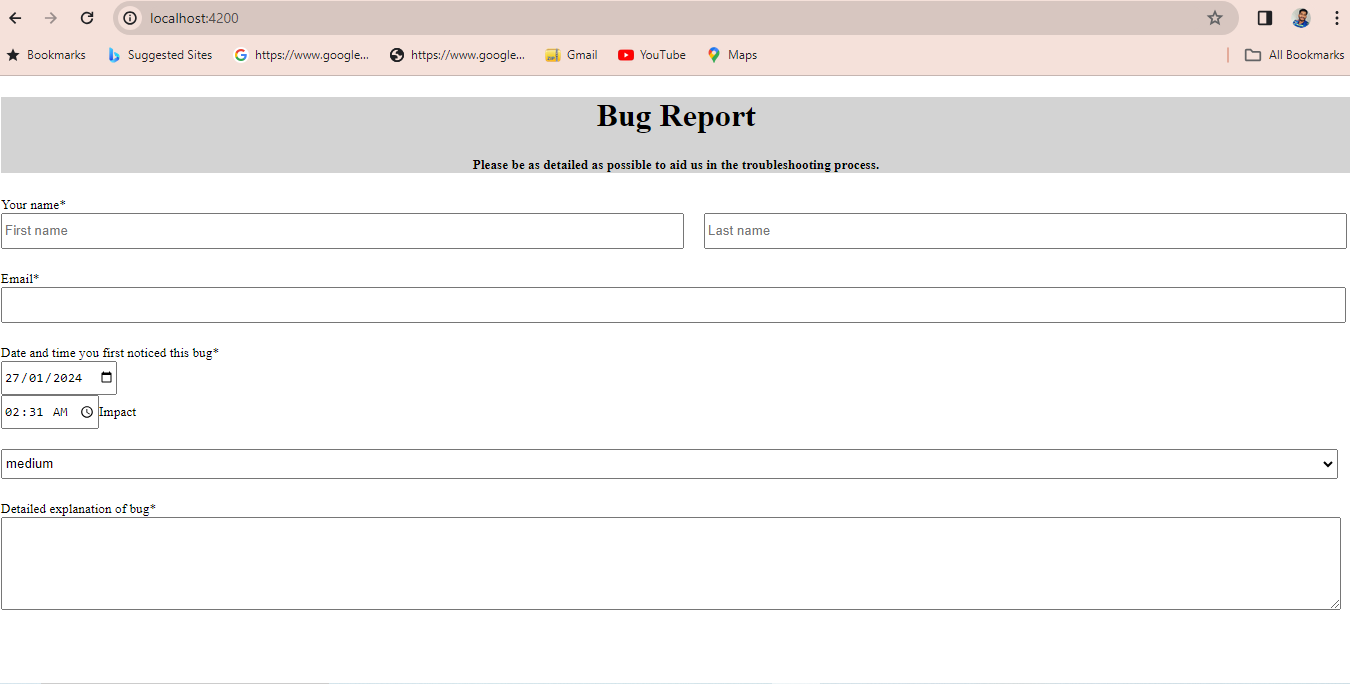 localhost:4200
Bookmarks Suggested Sites https://www.google... https://www.google... Gmail YouTube Maps All Bookmarks
Bug Report
Please be as detailed as possible to aid us in the troubleshooting process.
Your name*
First name Last name
Email*
Date and time you first noticed this bug*
27/01/2024
02:31 AM Impact
medium
Detailed explanation of bug*